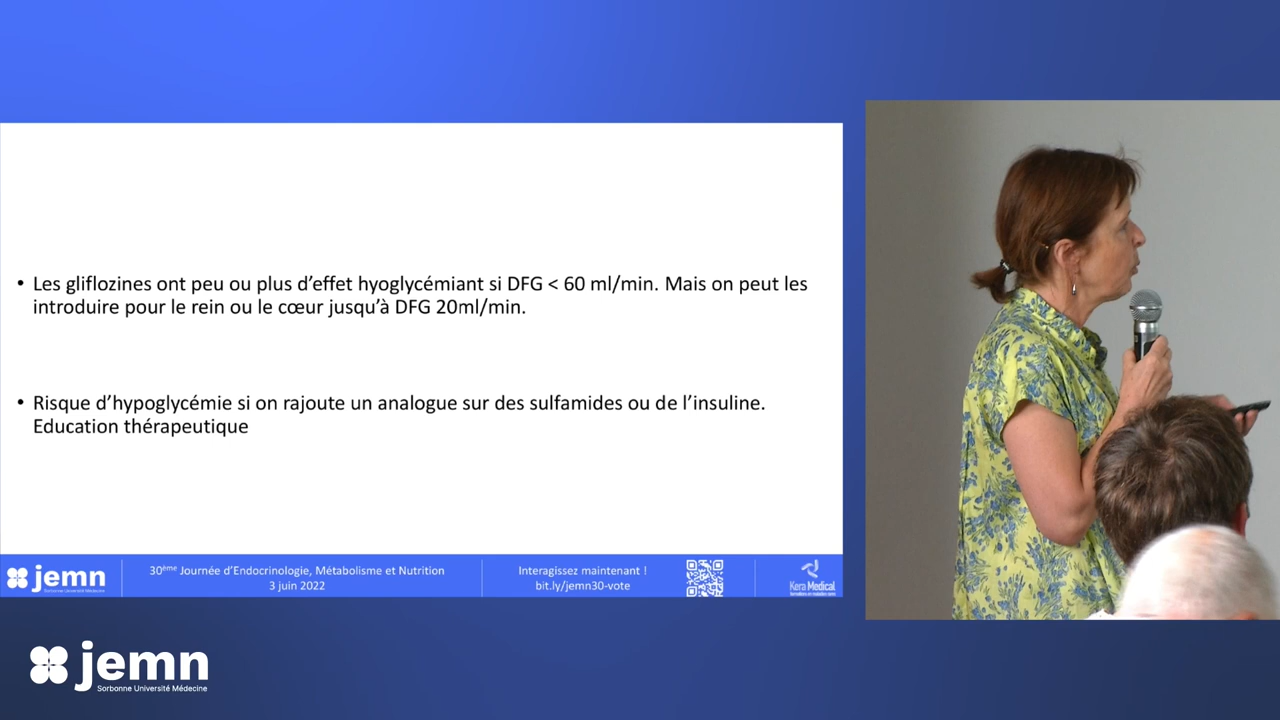 • Les gliflozines ont peu ou plus d’effet hyoglycémiant si DFG < 60 ml/min. Mais on peut les
introduire pour le rein ou le cœur jusqu’à DFG 20ml/min.
• Risque d’hypoglycémie si on rajoute un analogue sur des sulfamides ou de l’insuline.
Education thérapeutique
jemn
Sorbonne Université Médecine
30ème Journée d’Endocrinologie, Métabolisme et Nutrition
3 juin 2022
Interagissez maintenant !
bit.ly/jemn30-vote
Kera Medical
jemn
Sorbonne Université Médecine